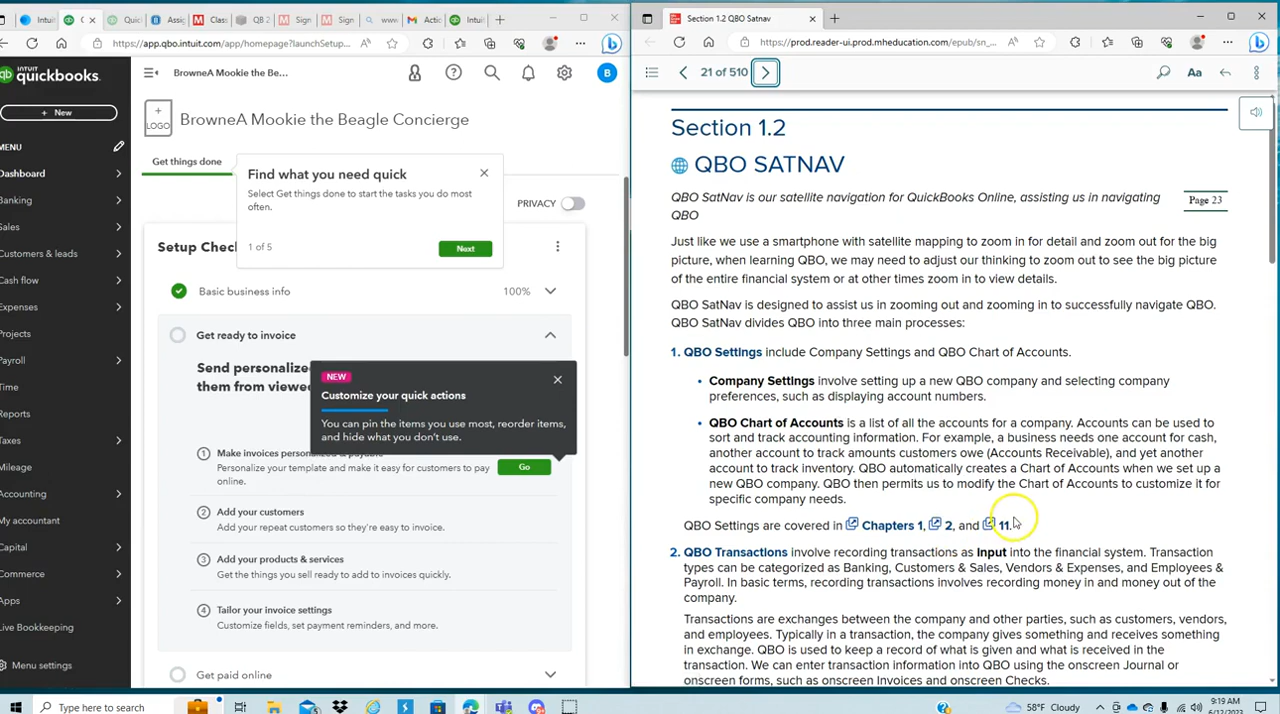 Intui
Quic
Assig
Class
QB 2
Sign
Sign
www
Actic
Intui
https://app.qbo.intuit.com/app/homepage?launchSetup...
INTUIT
quickbooks.
BrowneA Mookie the Be...
B
+ New
+
LOGO
BrowneA Mookie the Beagle Concierge
MENU
Dashboard
Banking
Sales
Customers & leads
Cash flow
Expenses
Projects
Payroll
Time
Reports
Taxes
Mileage
Accounting
My accountant
Capital
Commerce
Apps
Live Bookkeeping
Menu settings
Get things done
Find what you need quick
Select Get things done to start the tasks you do most
often.
1 of 5
Next
PRIVACY
Setup Chec
Basic business info
100%
Get ready to invoice
Send personalize
them from viewe
NEW
Customize your quick actions
You can pin the items you use most, reorder items,
and hide what you don't use.
1
Make invoices personalized & payable
Personalize your template and make it easy for customers to pay
online.
Go
2
Add your customers
Add your repeat customers so they're easy to invoice.
3
Add your products & services
Get the things you sell ready to add to invoices quickly.
4
Tailor your invoice settings
Customize fields, set payment reminders, and more.
Get paid online
Section 1.2 QBO Satnav
https://prod.reader-ui.prod.mheducation.com/epub/sn_...
21 of 510
Aa
Section 1.2
QBO SATNAV
QBO SatNav is our satellite navigation for QuickBooks Online, assisting us in navigating
QBO
Page 23
Just like we use a smartphone with satellite mapping to zoom in for detail and zoom out for the big
picture, when learning QBO, we may need to adjust our thinking to zoom out to see the big picture
of the entire financial system or at other times zoom in to view details.
QBO SatNav is designed to assist us in zooming out and zooming in to successfully navigate QBO.
QBO SatNav divides QBO into three main processes:
1. QBO Settings include Company Settings and QBO Chart of Accounts.
• Company Settings involve setting up a new QBO company and selecting company
preferences, such as displaying account numbers.
• QBO Chart of Accounts is a list of all the accounts for a company. Accounts can be used to
sort and track accounting information. For example, a business needs one account for cash,
another account to track amounts customers owe (Accounts Receivable), and yet another
account to track inventory. QBO automatically creates a Chart of Accounts when we set up a
new QBO company. QBO then permits us to modify the Chart of Accounts to customize it for
specific company needs.
QBO Settings are covered in Chapters 1, 2, and 11.
2. QBO Transactions involve recording transactions as Input into the financial system. Transaction
types can be categorized as Banking, Customers & Sales, Vendors & Expenses, and Employees &
Payroll. In basic terms, recording transactions involves recording money in and money out of the
company.
Transactions are exchanges between the company and other parties, such as customers, vendors,
and employees. Typically in a transaction, the company gives something and receives something
in exchange. QBO is used to keep a record of what is given and what is received in the
transaction. We can enter transaction information into QBO using the onscreen Journal or
onscreen forms, such as onscreen Invoices and onscreen Checks.
Type here to search
58°F Cloudy
9:19 AM
6/12/2023